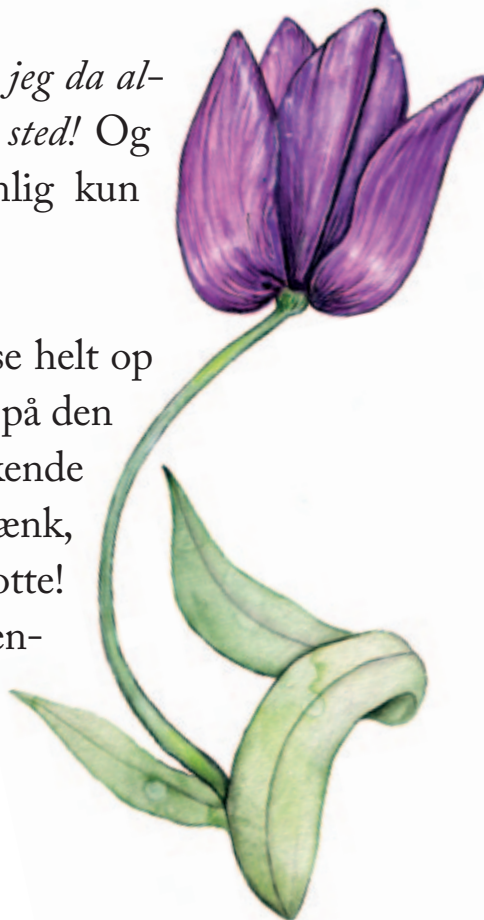 jeg da al-
sted! Og
nlig kun
se helt op
på den
kende
ænk,
otte!
en-